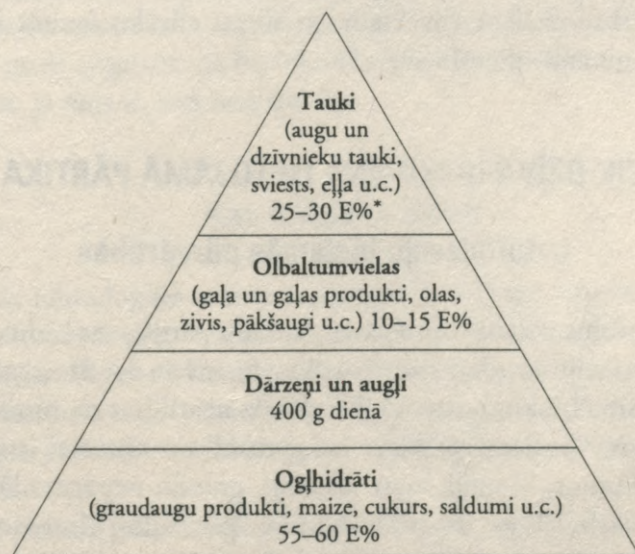 Tauki
(augu un
dzīvnieku tauki,
sviests, eļļa u.c.)
25–30 E%*
Olbaltumvielas
(gaļa un gaļas produkti, olas,
zivis, pākšaugi u.c.) 10–15 E%
Dārzeņi un augļi
400 g dienā
Ogļhidrāti
(graudaugu produkti, maize, cukurs, saldumi u.c.)
55–60 E%